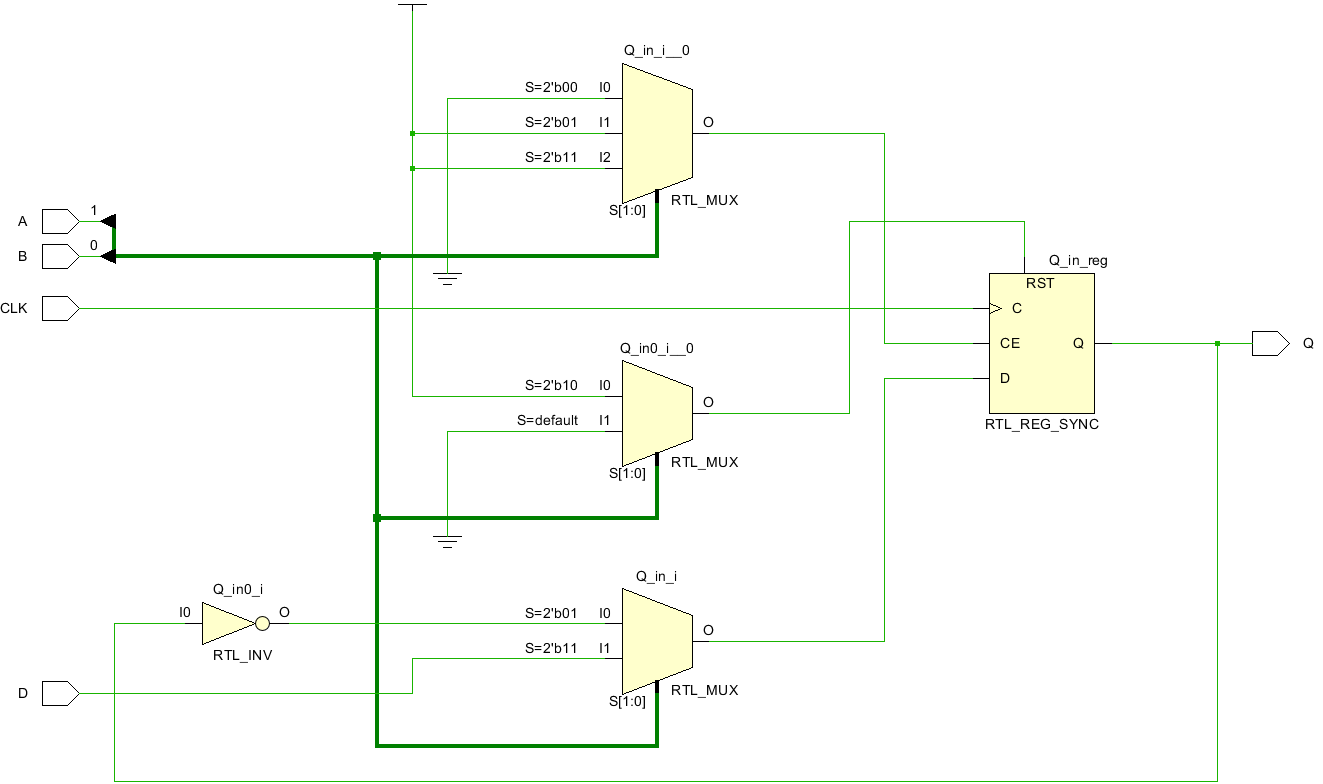 Q_in_i__0
S=2'b00 I0
S=2'b01 I1 O
S=2'b11 I2
S[1:0] RTL_MUX
A 1
B 0
CLK
Q_in_reg
RST
C
CE Q
D
RTL_REG_SYNC
Q
Q_in0_i__0
S=2'b10 I0 O
S=default I1
S[1:0] RTL_MUX
Q_in0_i
I0 O
RTL_INV
D
Q_in_i
S=2'b01 I0 O
S=2'b11 I1
S[1:0] RTL_MUX